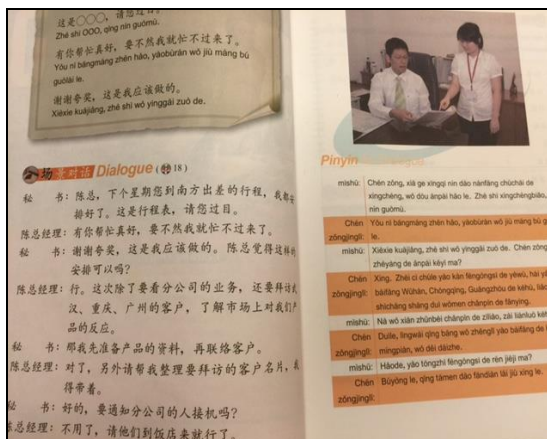 这是○○○，请您过目。
Zhè shì OOO, qǐng nín guòmù.
有你帮忙真好，要不然我就忙不过来了。
Yǒu nǐ bāngmáng zhēn hǎo, yàobùrán wǒ jiù máng bú
guòlái le.
谢谢夸奖，这是我应该做的。
Xièxie kuājiǎng, zhè shì wǒ yīnggāi zuò de.
场景对话 Dialogue (18)
秘 书：陈总，下个星期您到南方出差的行程，我都安
排好了。这是行程表，请您过目。
陈总经理：有你帮忙真好，要不然我就忙不过来了。
秘 书：谢谢夸奖，这是我应该做的。陈总觉得这样的
安排可以吗？
陈总经理：行。这次除了要看分公司的业务，还要拜访武
汉、重庆、广州的客户，了解市场上对我们产
品的反应。
秘 书：那我先准备产品的资料，再联络客户。
陈总经理：对了，另外请帮我整理要拜访的客户名片，我
得带着。
秘 书：好的，要通知分公司的人接机吗？
陈总经理：不用了，请他们到饭店来就行了。
Pinyin
mìshū: Chén zǒng, xià ge xīngqí nín dào nánfāng chūchāi de
xíngchéng, wǒ dōu ānpái hǎo le. Zhè shì xíngchéngbiǎo,
nín guòmù.
Chén Yǒu nǐ bāngmáng zhēn hǎo, yàobùrán wǒ jiù máng bú g
zǒngjīnglǐ: le.
mìshū: Xièxie kuājiǎng, zhè shì wǒ yīnggāi zuò de. Chén zǒng
zhèyàng de ānpái kěyǐ ma?
Chén Xíng. Zhèi cì chúle yào kàn fēngōngsī de yèwù, hái yà
zǒngjīnglǐ: bàifǎng Wǔhàn, Chóngqìng, Guǎngzhōu de kèhù, liǎo
shìchǎng shàng duì wǒmen chǎnpǐn de fǎnyìng.
mìshū: Nà wǒ xiān zhǔnbèi chǎnpǐn de zīliào, zài liánluò kè
Chén Duìle, lìngwài qǐng bāng wǒ zhěnglǐ yào bàifǎng de
zǒngjīnglǐ: míngpiàn, wǒ děi dàizhe.
mìshū: Hǎode, yào tōngzhī fēngōngsī de rén jiējī ma?
Chén Búyòng le, qǐng tāmen dào fàndiàn lái jiù xíng le.
zǒngjīnglǐ: